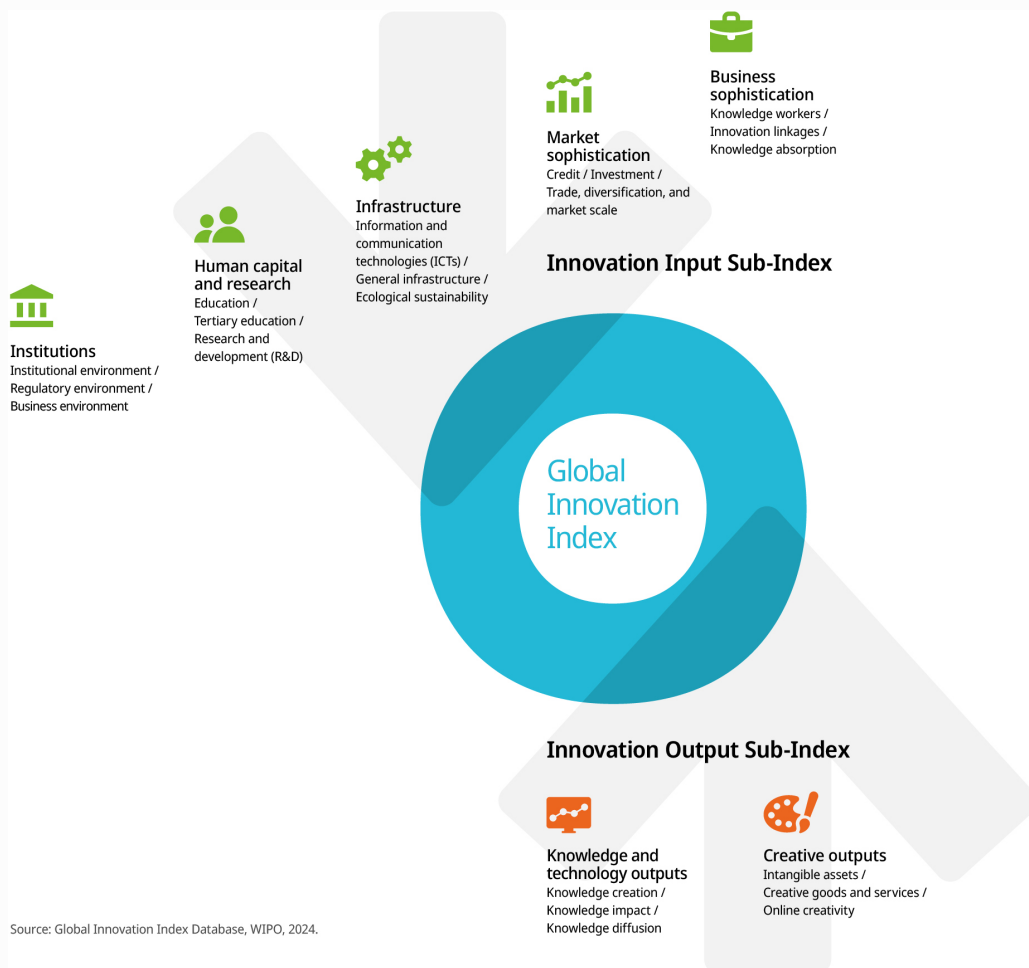 Business
sophistication
Knowledge workers /
Innovation linkages /
Knowledge absorption
Market
sophistication
Credit / Investment /
Trade, diversification, and
market scale
Infrastructure
Information and
communication
technologies (ICTs) /
General infrastructure /
Ecological sustainability
Human capital
and research
Education /
Tertiary education /
Research and
development (R&D)
Institutions
Institutional environment /
Regulatory environment /
Business environment
Innovation Input Sub-Index
Global
Innovation
Index
Innovation Output Sub-Index
Knowledge and
technology outputs
Knowledge creation /
Knowledge impact /
Knowledge diffusion
Creative outputs
Intangible assets /
Creative goods and services /
Online creativity
Source: Global Innovation Index Database, WIPO, 2024.